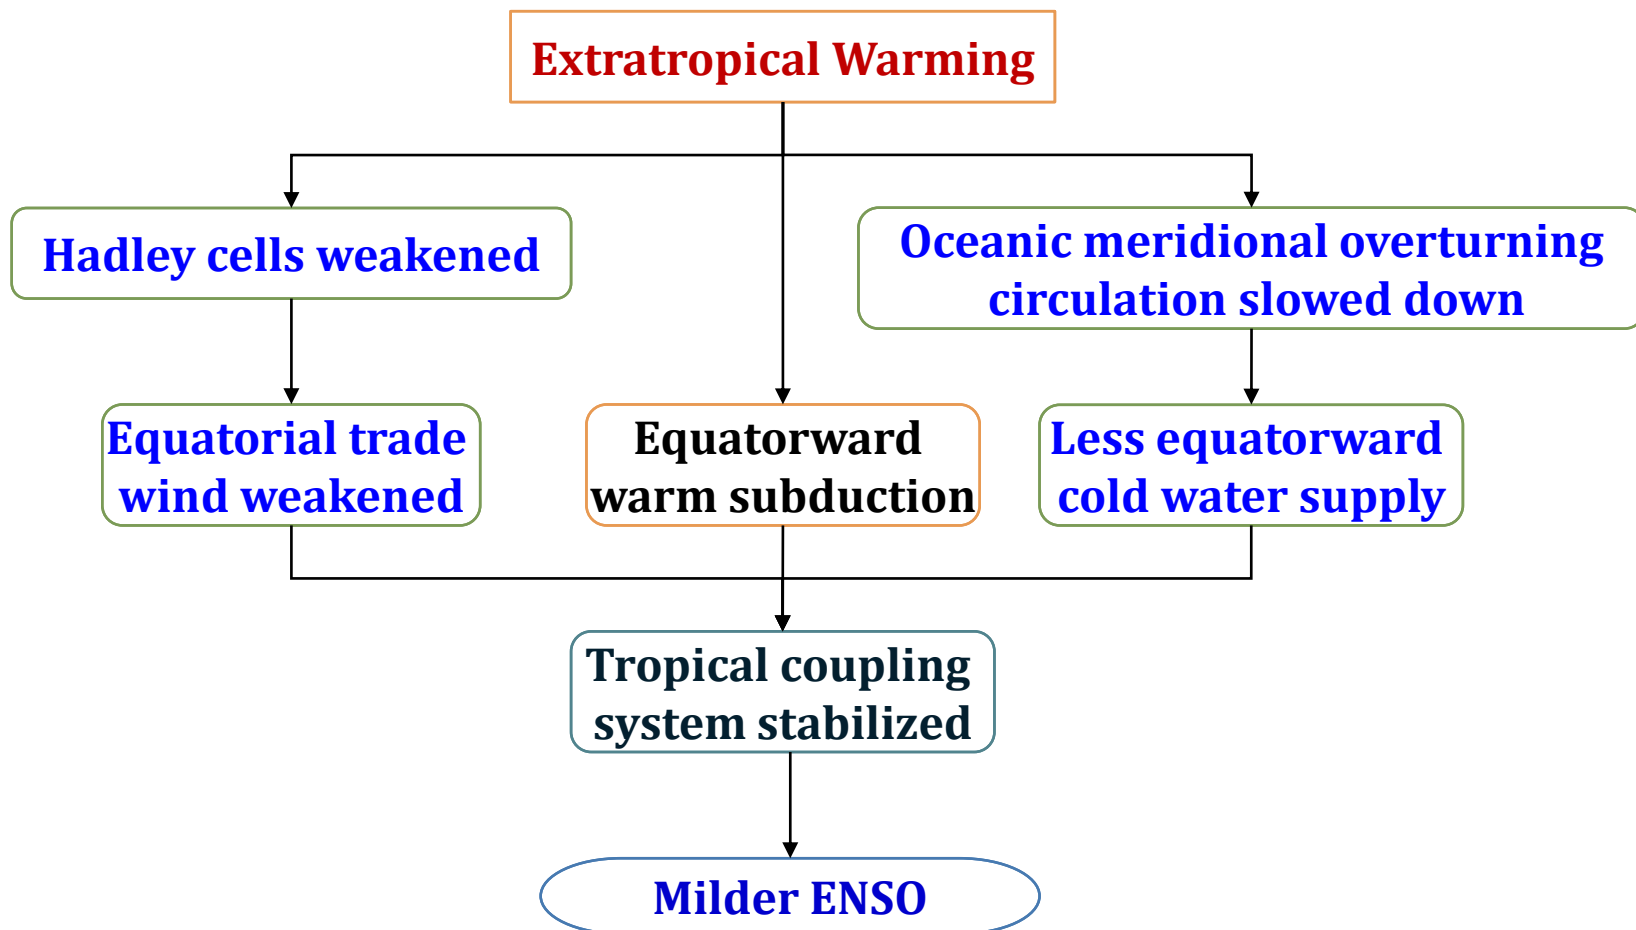 Extratropical Warming
Hadley cells weakened
Oceanic meridional overturning
circulation slowed down
Equatorial trade
wind weakened
Equatorward
warm subduction
Less equatorward
cold water supply
Tropical coupling
system stabilized
Milder ENSO